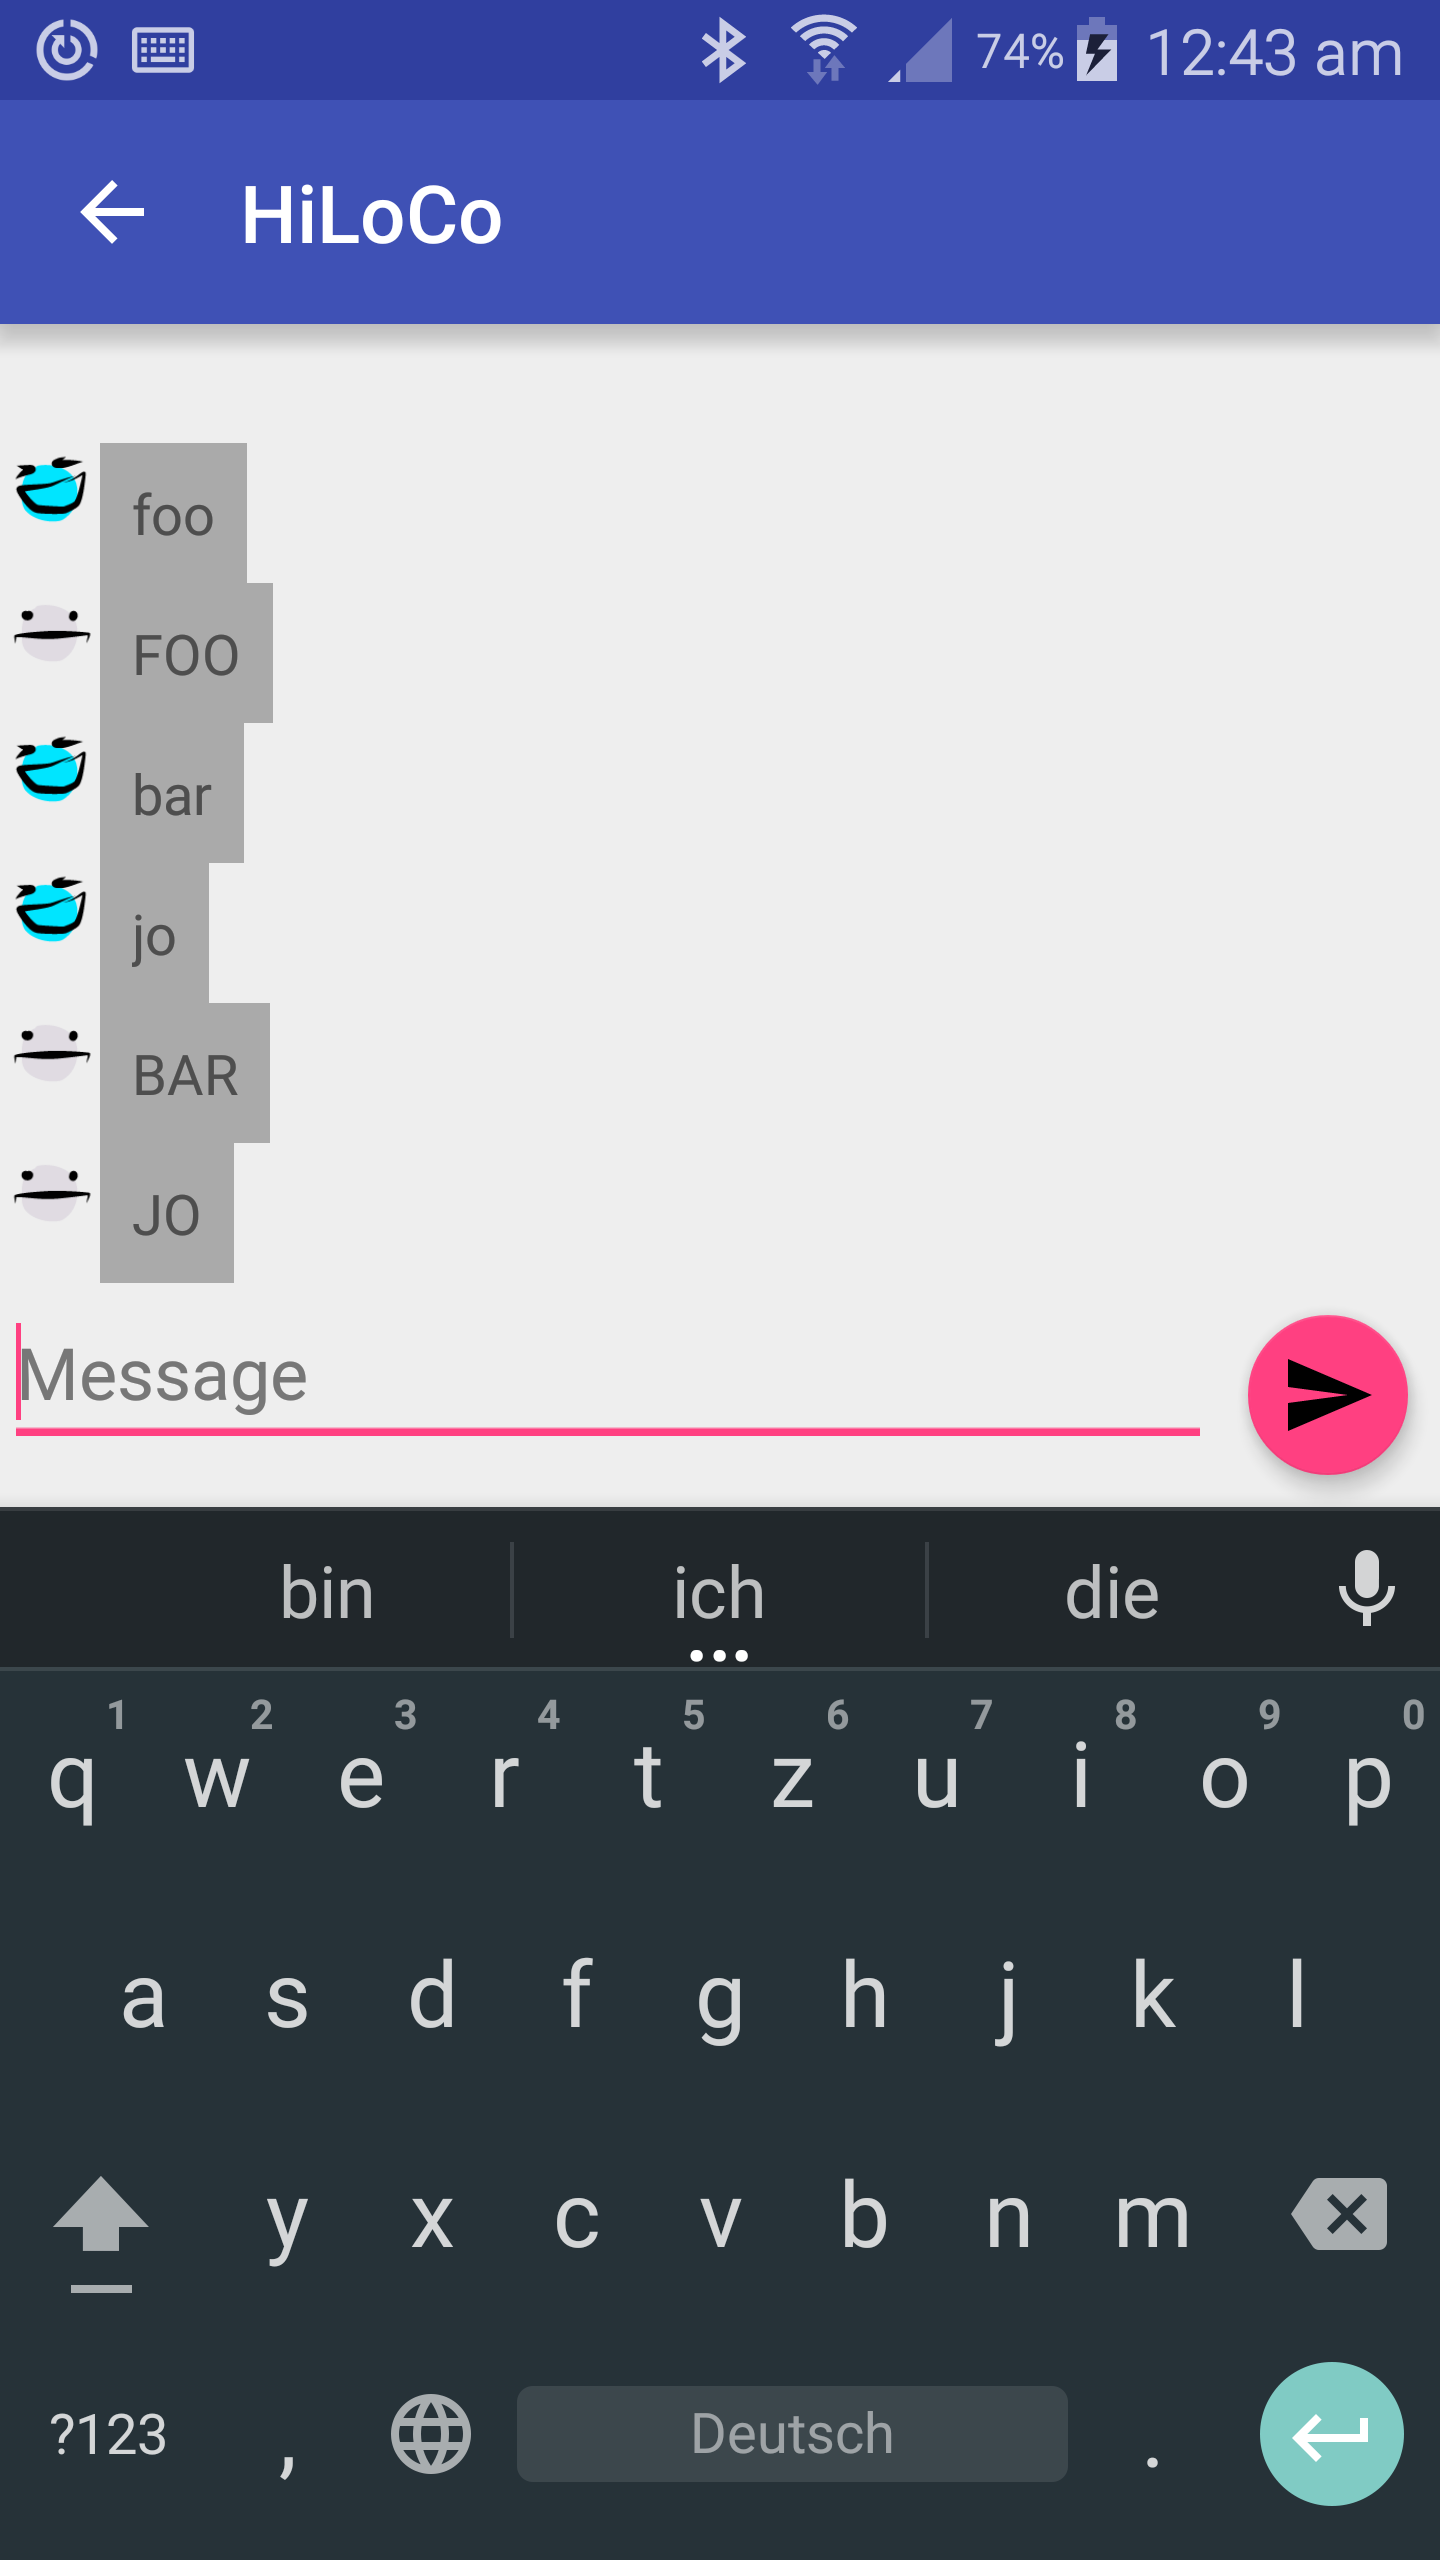 74% 12:43 am
HiLoCo
foo
FOO
bar
jo
BAR
JO
Message
bin ich die
1 2 3 4 5 6 7 8 9 0
q w e r t z u i o p
a s d f g h j k l
y x c v b n m
?123 , Deutsch .